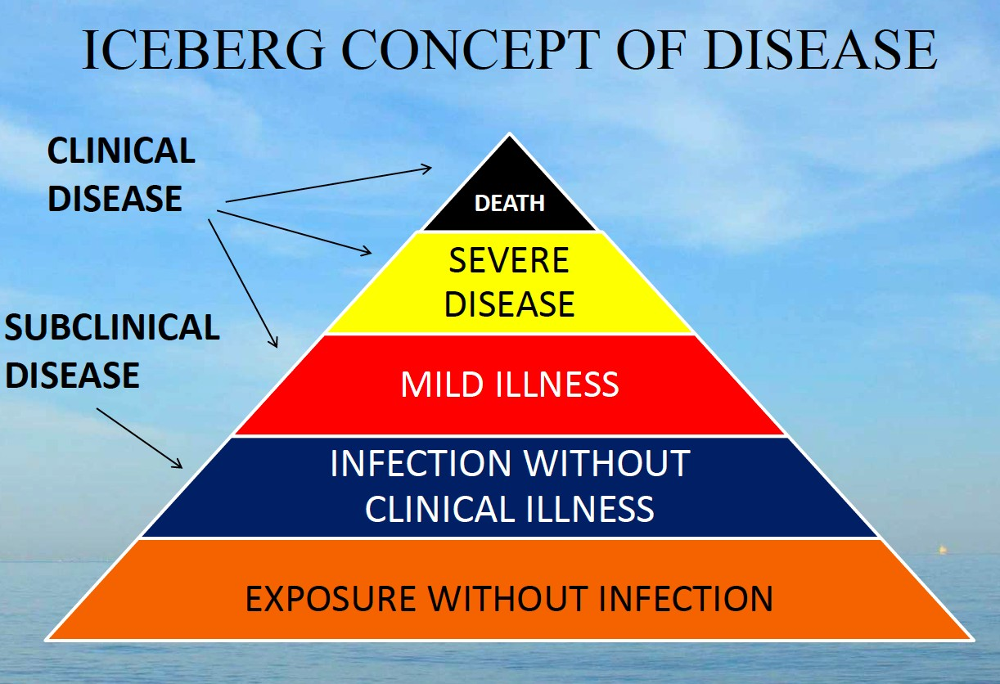 ICEBERG CONCEPT OF DISEASE
CLINICAL
DISEASE
DEATH
SEVERE
DISEASE
SUBCLINICAL
DISEASE
MILD ILLNESS
INFECTION WITHOUT
CLINICAL ILLNESS
EXPOSURE WITHOUT INFECTION